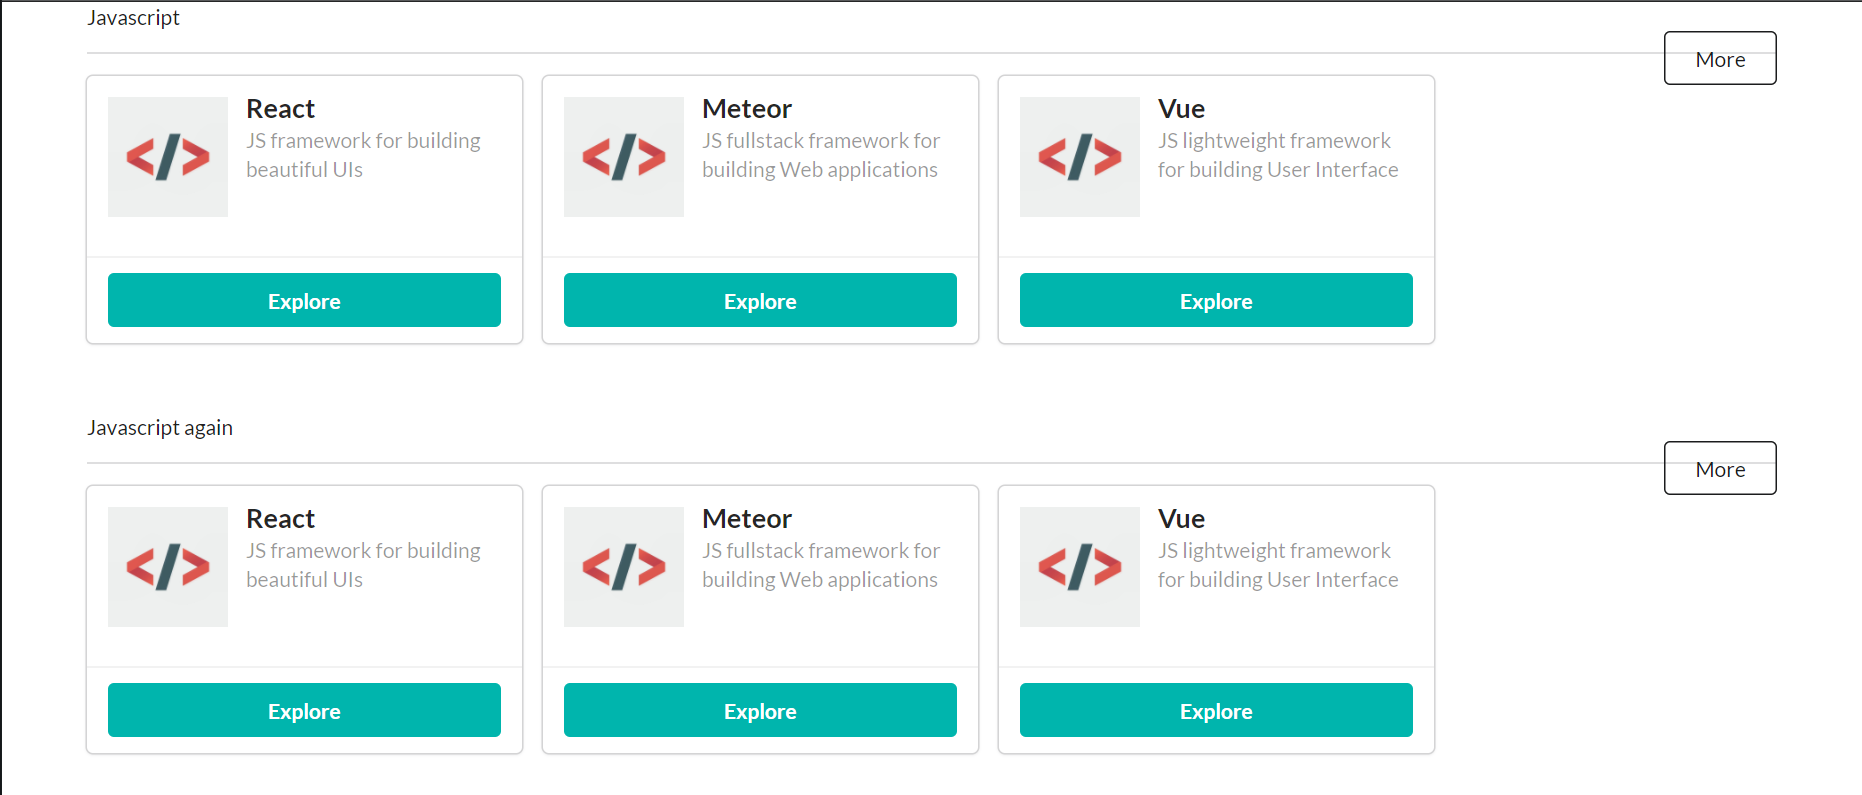 Javascript
More
React
JS framework for building
beautiful UIs
Explore
Meteor
JS fullstack framework for
building Web applications
Explore
Vue
JS lightweight framework
for building User Interface
Explore
Javascript again
More
React
JS framework for building
beautiful UIs
Explore
Meteor
JS fullstack framework for
building Web applications
Explore
Vue
JS lightweight framework
for building User Interface
Explore